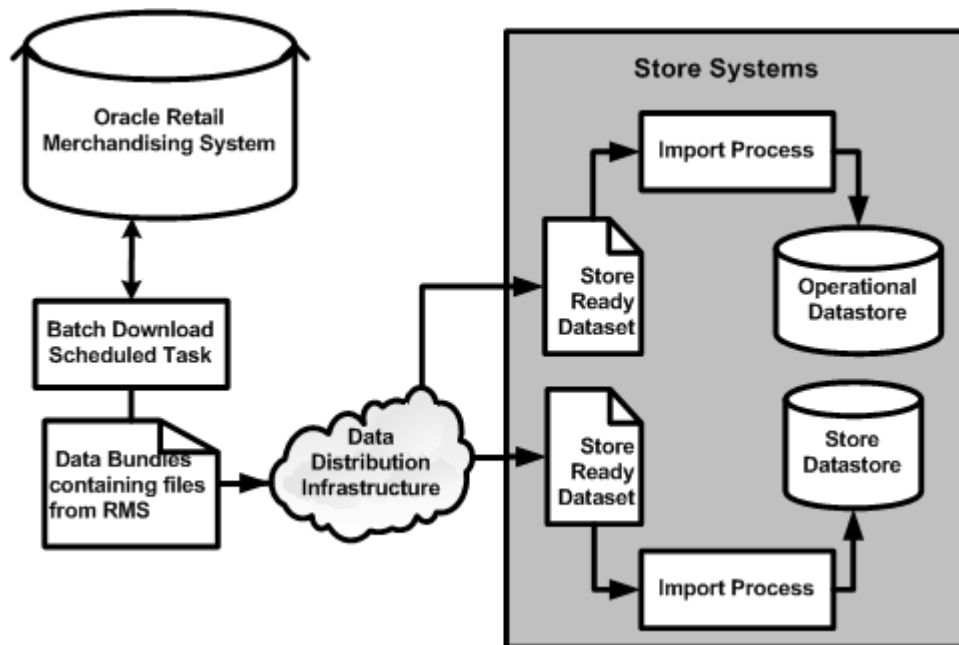 Oracle Retail
Merchandising System
Batch Download
Scheduled Task
Data Bundles
containing files
from RMS
Data
Distribution
Infrastructure
Store Systems
Import Process
Store
Ready
Dataset
Operational
Datastore
Store
Ready
Dataset
Store
Datastore
Import Process